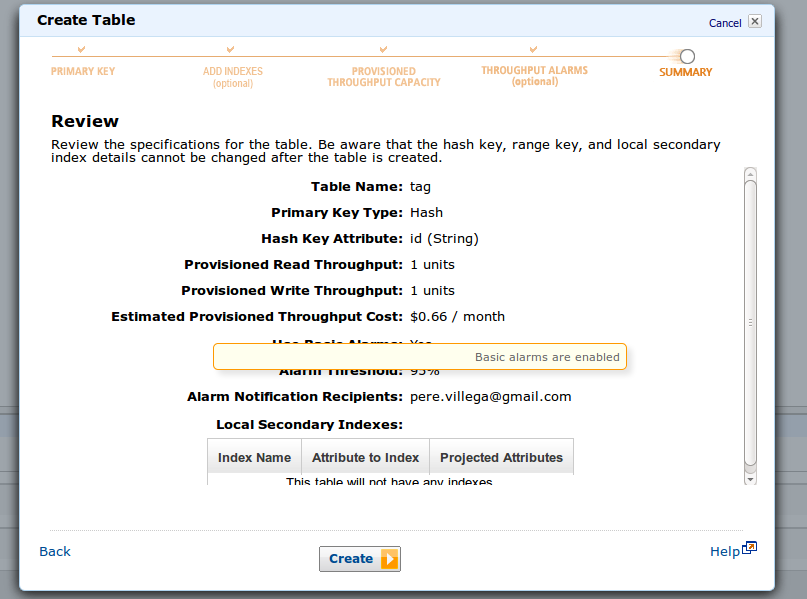 Create Table
Cancel
PRIMARY KEY
ADD INDEXES
(optional)
PROVISIONED
THROUGHPUT CAPACITY
THROUGHPUT ALARMS
(optional)
SUMMARY
Review
Review the specifications for the table. Be aware that the hash key, range key, and local secondary
index details cannot be changed after the table is created.
Table Name: tag
Primary Key Type: Hash
Hash Key Attribute: id (String)
Provisioned Read Throughput: 1 units
Provisioned Write Throughput: 1 units
Estimated Provisioned Throughput Cost: $0.66 / month
Has Basic Alarms: Yes
Basic alarms are enabled
Alarm Threshold: 95%
Alarm Notification Recipients: pere.villega@gmail.com
Local Secondary Indexes:
Index Name Attribute to Index Projected Attributes
This table will not have any indexes
Back
Create
Help